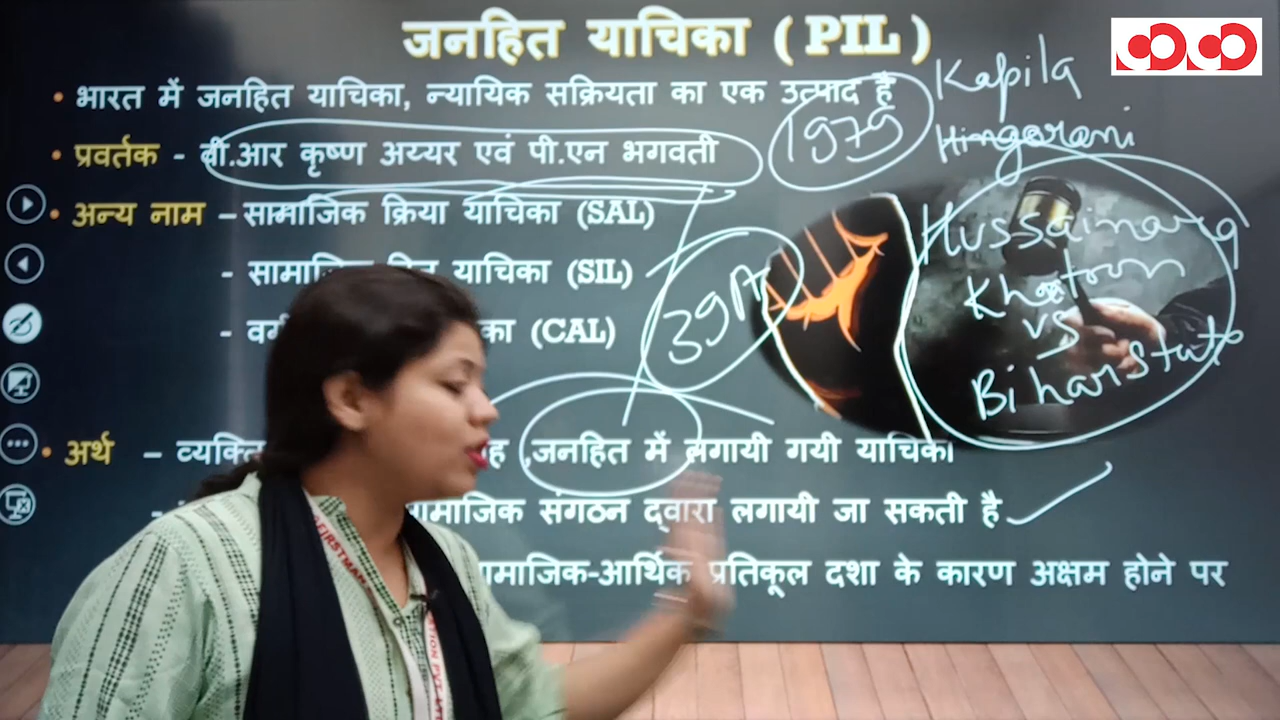 जनहित याचिका ( PIL )
• भारत में जनहित याचिका, न्यायिक सक्रियता का एक उत्पाद है
1979
Kapila
Hingorani
• प्रवर्तक - वी.आर कृष्ण अय्यर एवं पी.एन भगवती
• अन्य नाम – सामाजिक क्रिया याचिका (SAL)
- याचिका (SIL)
(CAL)
39A
Hussainara
Khatoon
vs
Bihar State
• अर्थ – ,जनहित में लगायी गयी याचिका।
संगठन द्वारा लगायी जा सकती है
प्रतिकूल दशा के कारण अक्षम होने पर